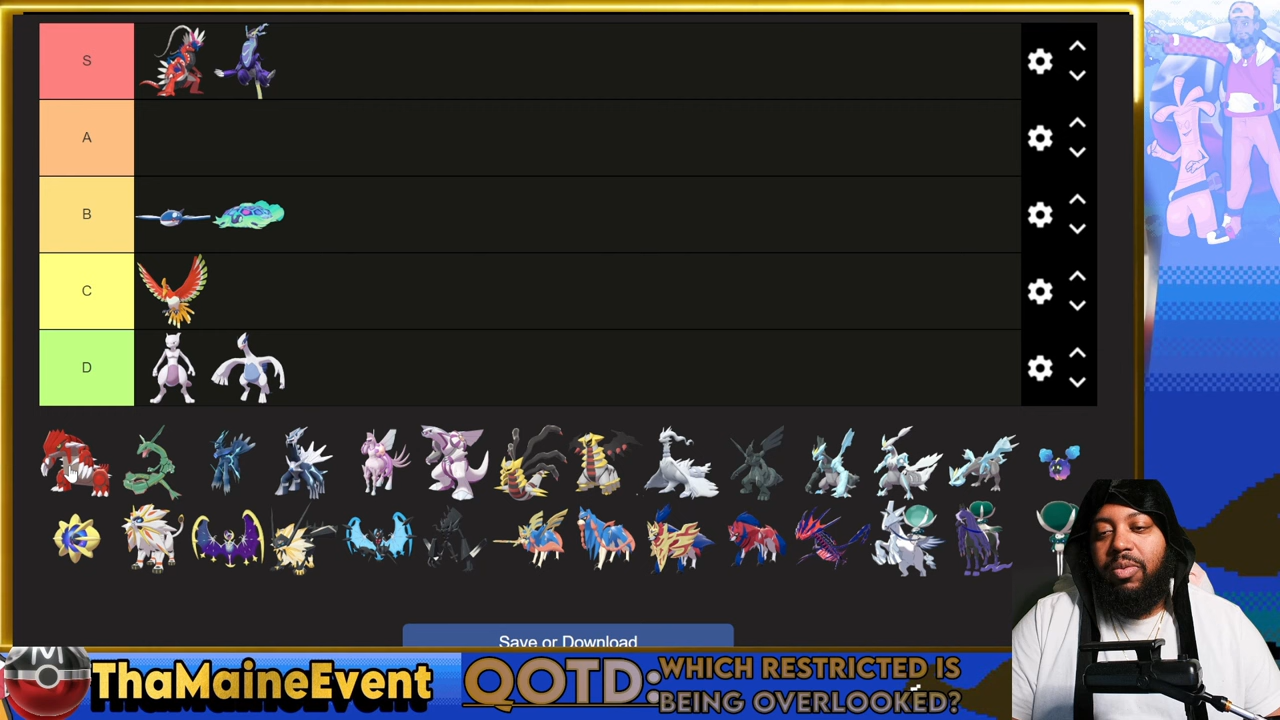 S
A
B
C
D
Save or Download
M
ThaMaineEvent
QOTD: WHICH RESTRICTED IS
BEING OVERLOOKED?